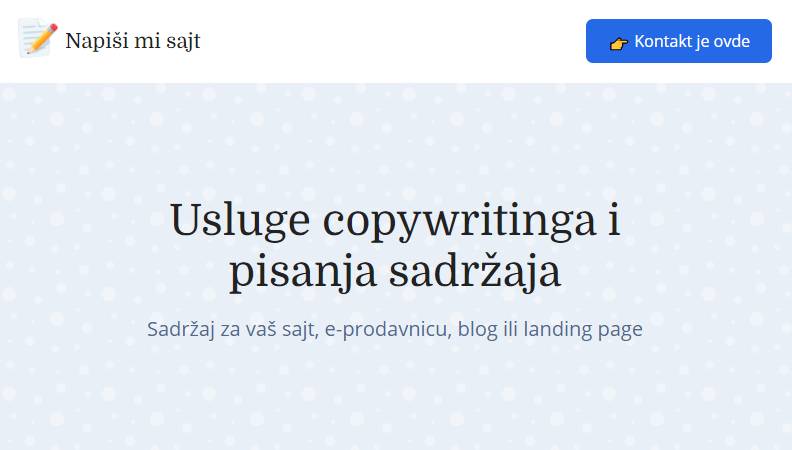 Napiši mi sajt
👉 Kontakt je ovde
Usluge copywritinga i
pisanja sadržaja
Sadržaj za vaš sajt, e-prodavnicu, blog ili landing page